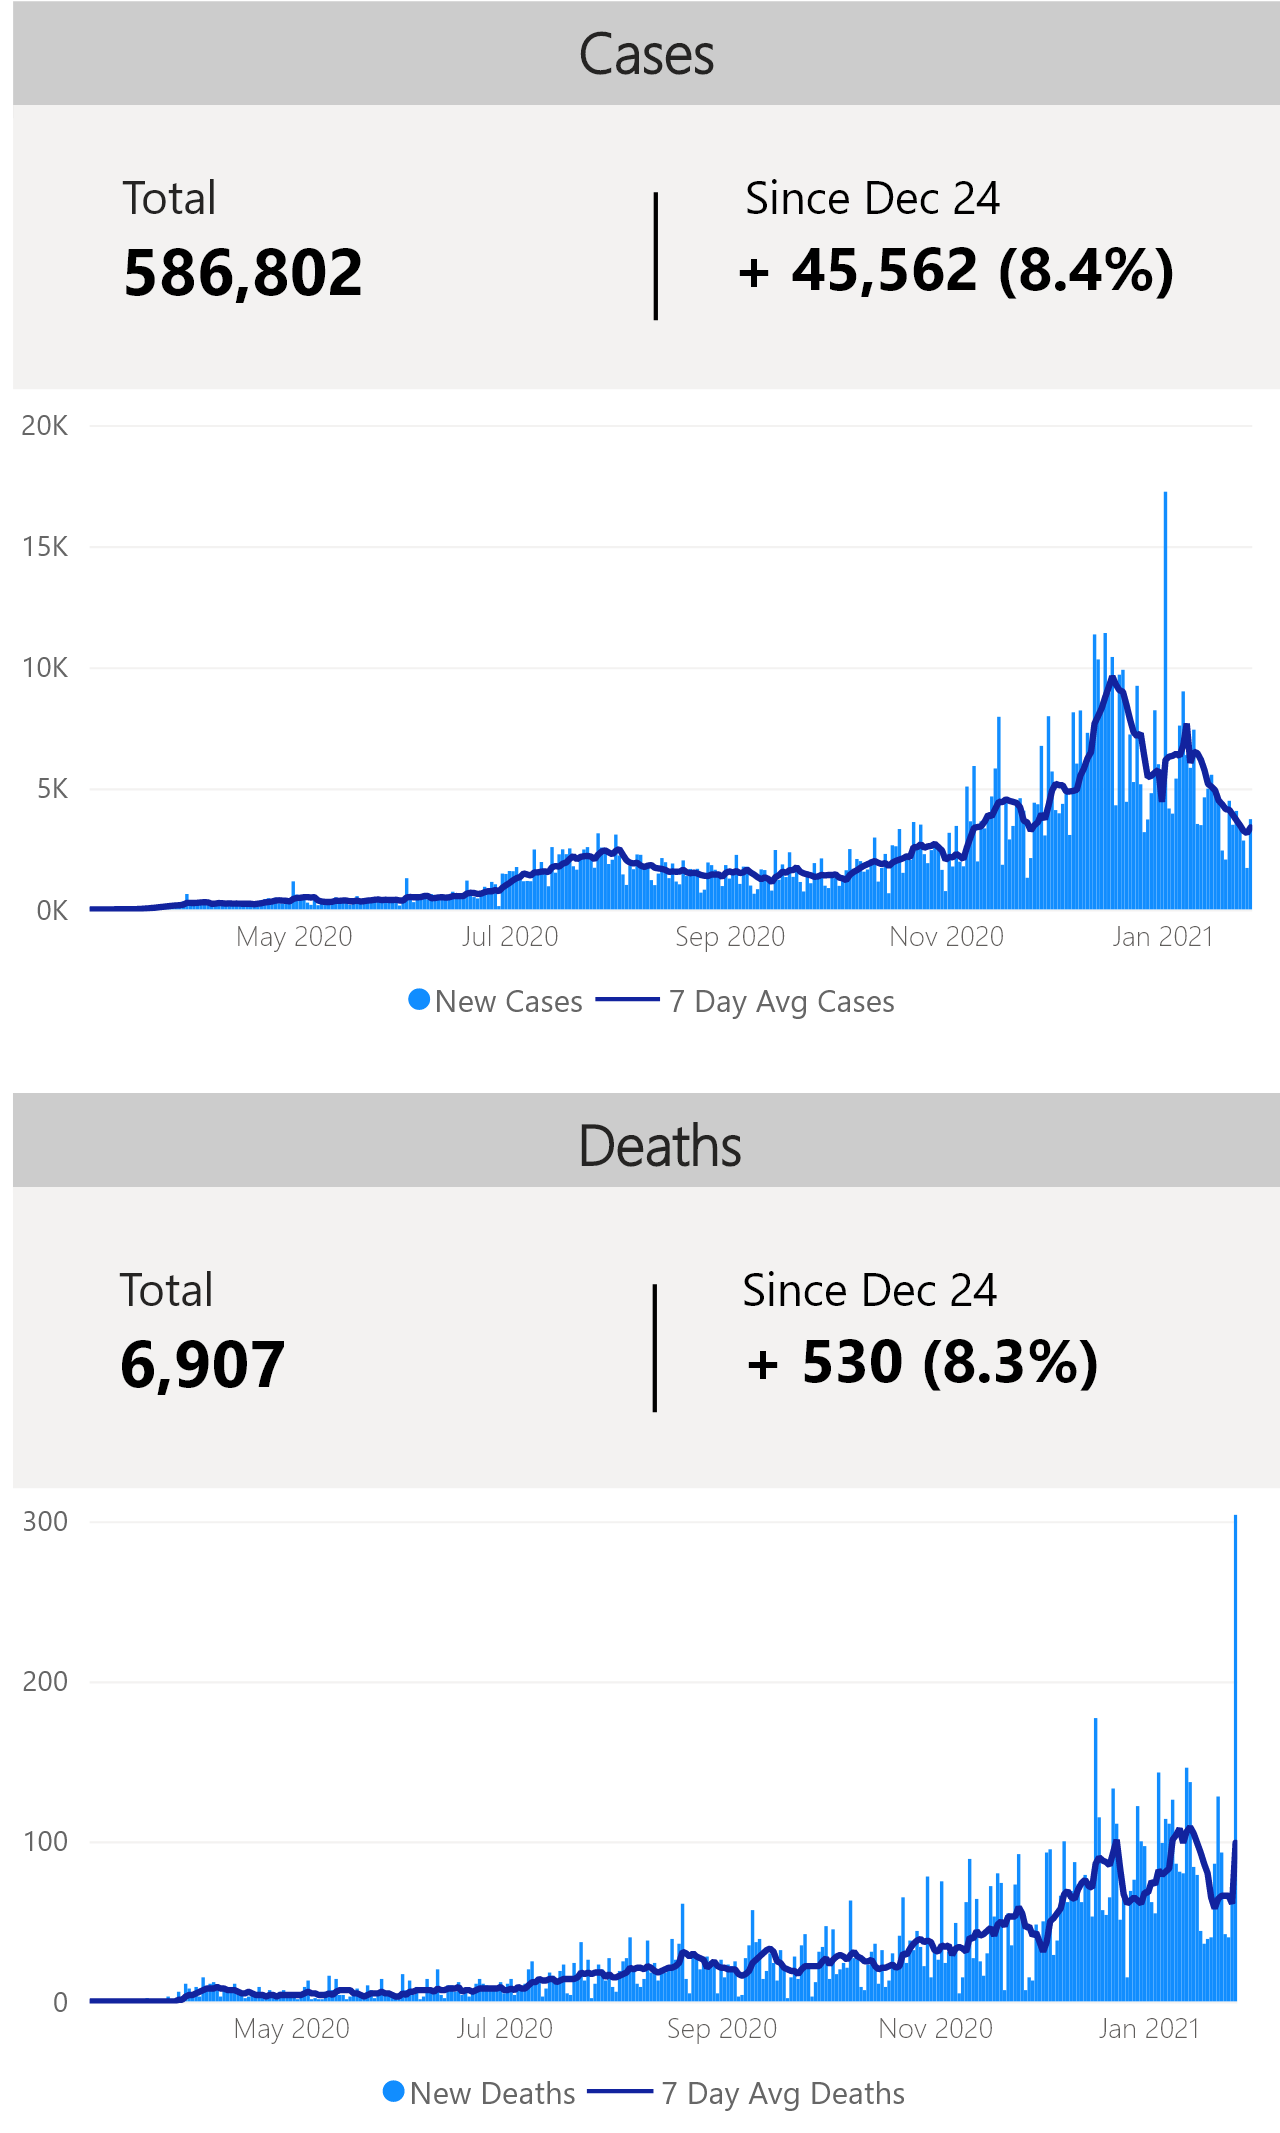 Cases
Total
Since Dec 24
586,802
+ 45,562 (8.4%)
20K
15K
10K
5K
0K
May 2020 Jul 2020 Sep 2020 Nov 2020 Jan 2021
New Cases 7 Day Avg Cases
Deaths
Total
Since Dec 24
6,907
+ 530 (8.3%)
300
200
100
0
May 2020 Jul 2020 Sep 2020 Nov 2020 Jan 2021
New Deaths 7 Day Avg Deaths